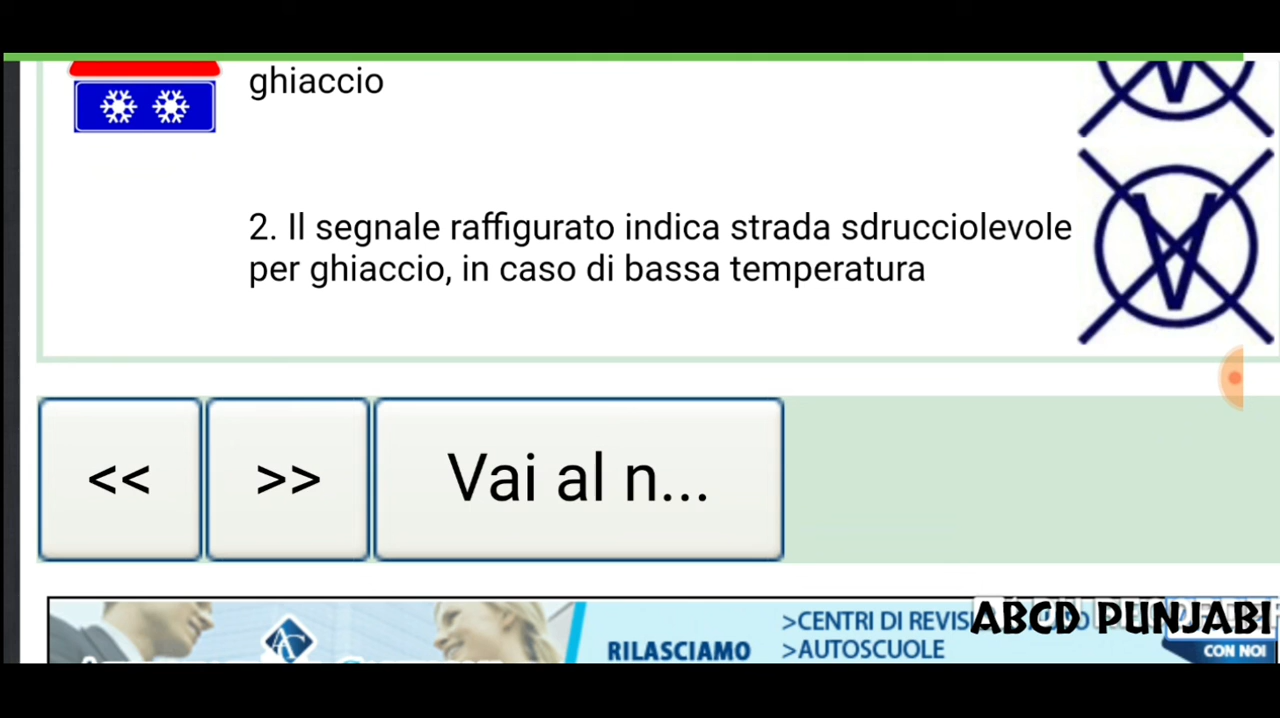 ghiaccio
V
2. Il segnale raffigurato indica strada sdrucciolevole
per ghiaccio, in caso di bassa temperatura
V
<< >> Vai al n...
RILASCIAMO
>CENTRI DI REVIS
>AUTOSCUOLE
ABCD PUNJABI
CON NOI